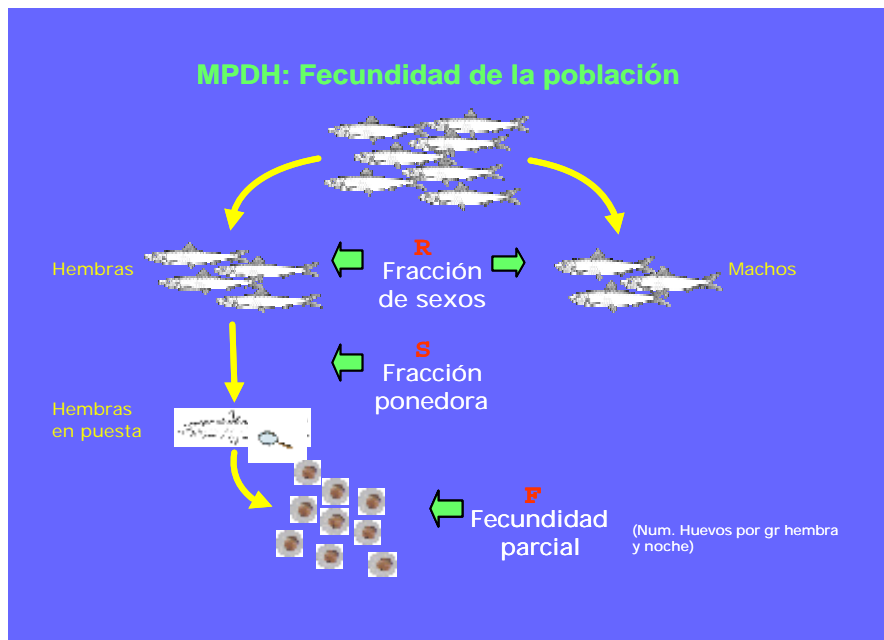 MPDH: Fecundidad de la población
Hembras
R
Fracción
de sexos
Machos
S
Fracción
ponedora
Hembras
en puesta
F
Fecundidad
parcial
(Num. Huevos por gr hembra
y noche)